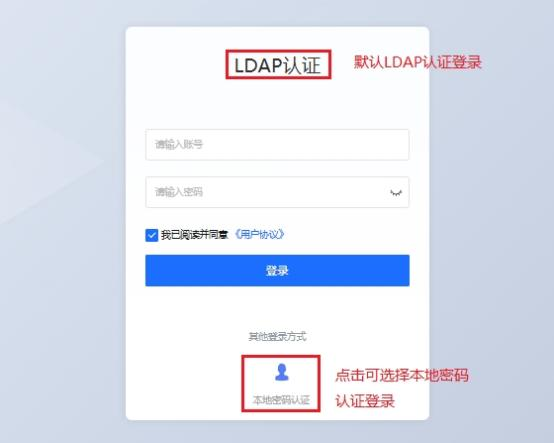 LDAP认证
默认LDAP认证登录
请输入账号
请输入密码
我已阅读并同意 《用户协议》
登录
其他登录方式
点击可选择本地密码
认证登录
本地密码认证